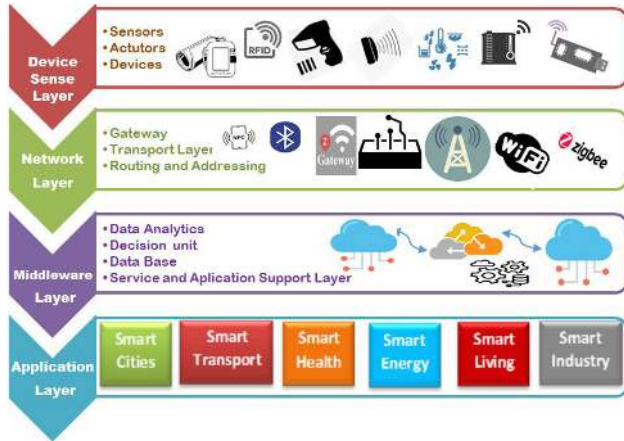 Device
Sense
Layer
• Sensors
• Actutors
• Devices
RFID
Network
Layer
• Gateway
• Transport Layer
• Routing and Addressing
NFC
Gateway
WiFi
zigbee
Middleware
Layer
• Data Analytics
• Decision unit
• Data Base
• Service and Aplication Support Layer
Application
Layer
Smart
Cities
Smart
Transport
Smart
Health
Smart
Energy
Smart
Living
Smart
Industry